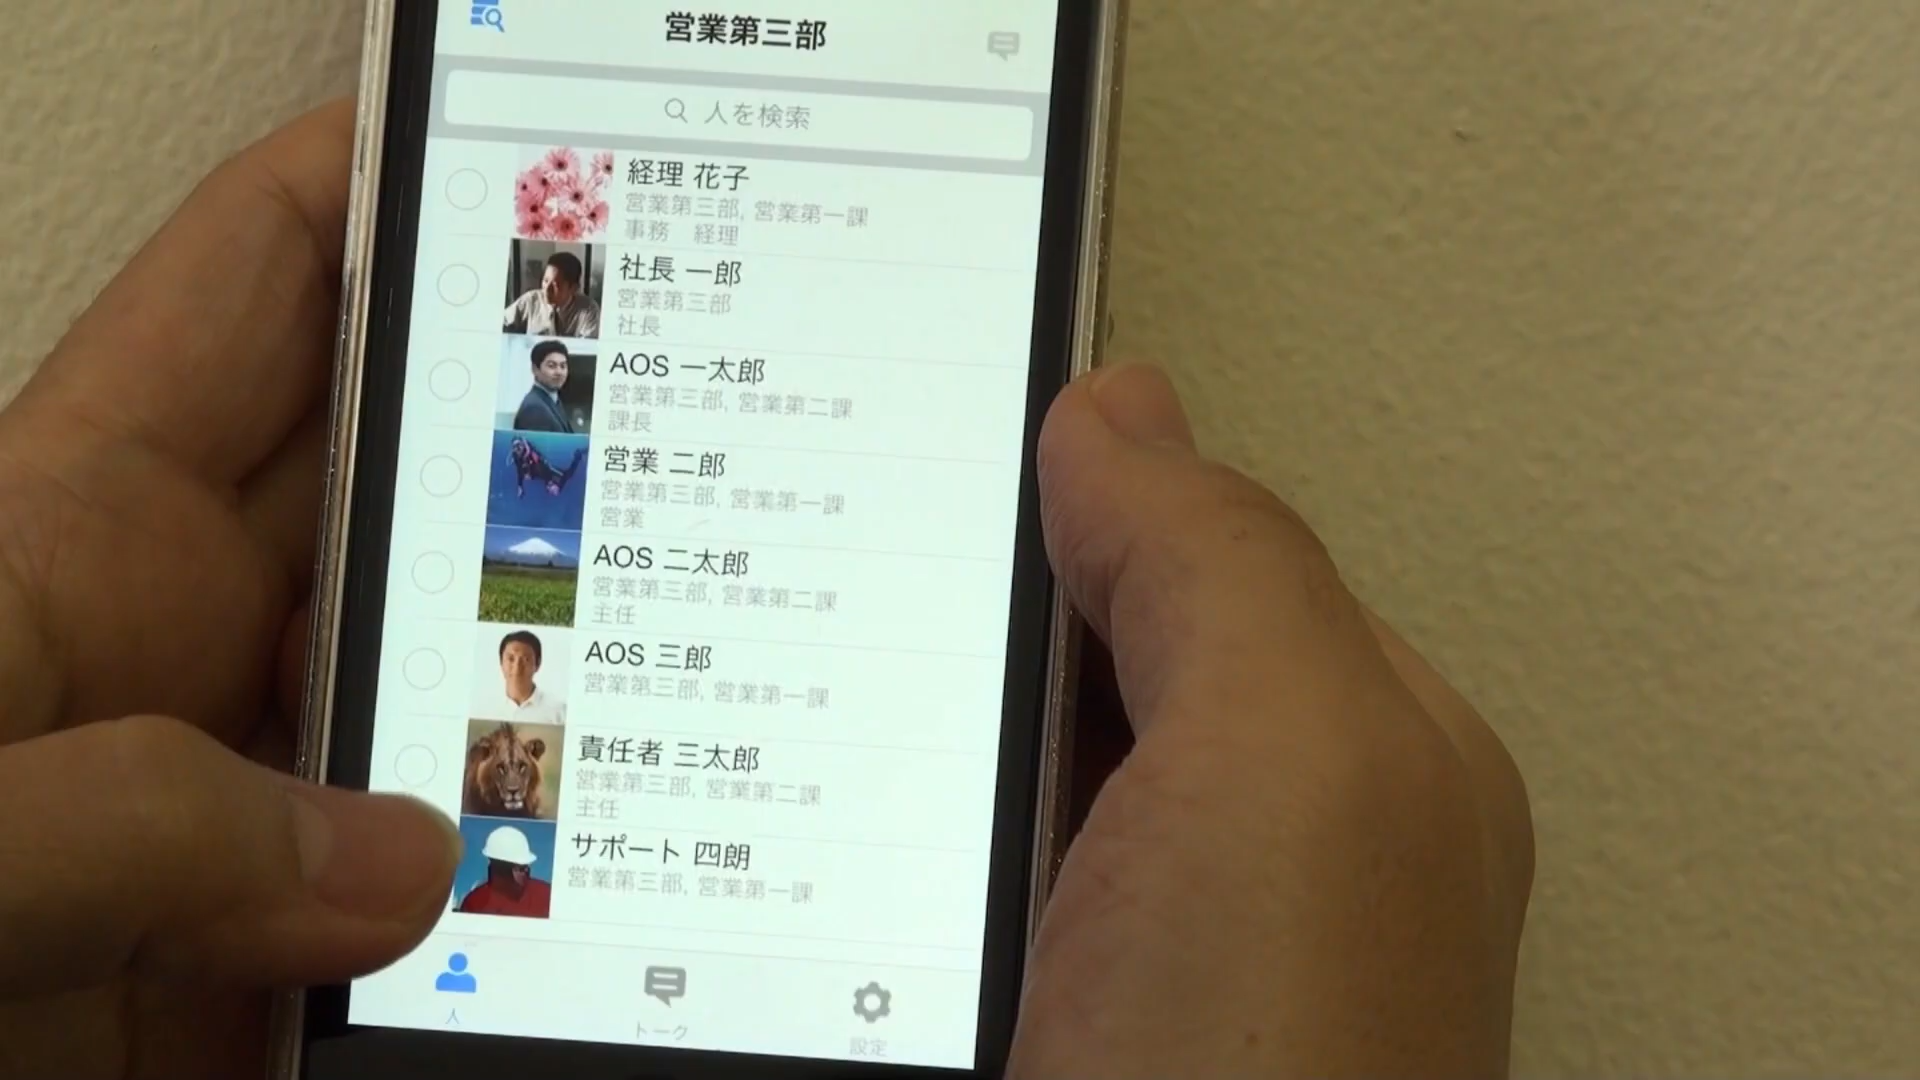 営業第三部
人を検索
経理 花子
営業第三部, 営業第一課
事務　経理
社長 一郎
営業第三部
社長
AOS 一太郎
営業第三部, 営業第二課
課長
営業 二郎
営業第三部, 営業第一課
営業
AOS 二太郎
営業第三部, 営業第二課
主任
AOS 三郎
営業第三部, 営業第一課
責任者 三太郎
営業第三部, 営業第二課
主任
サポート 四朗
営業第三部, 営業第一課
人
トーク
設定